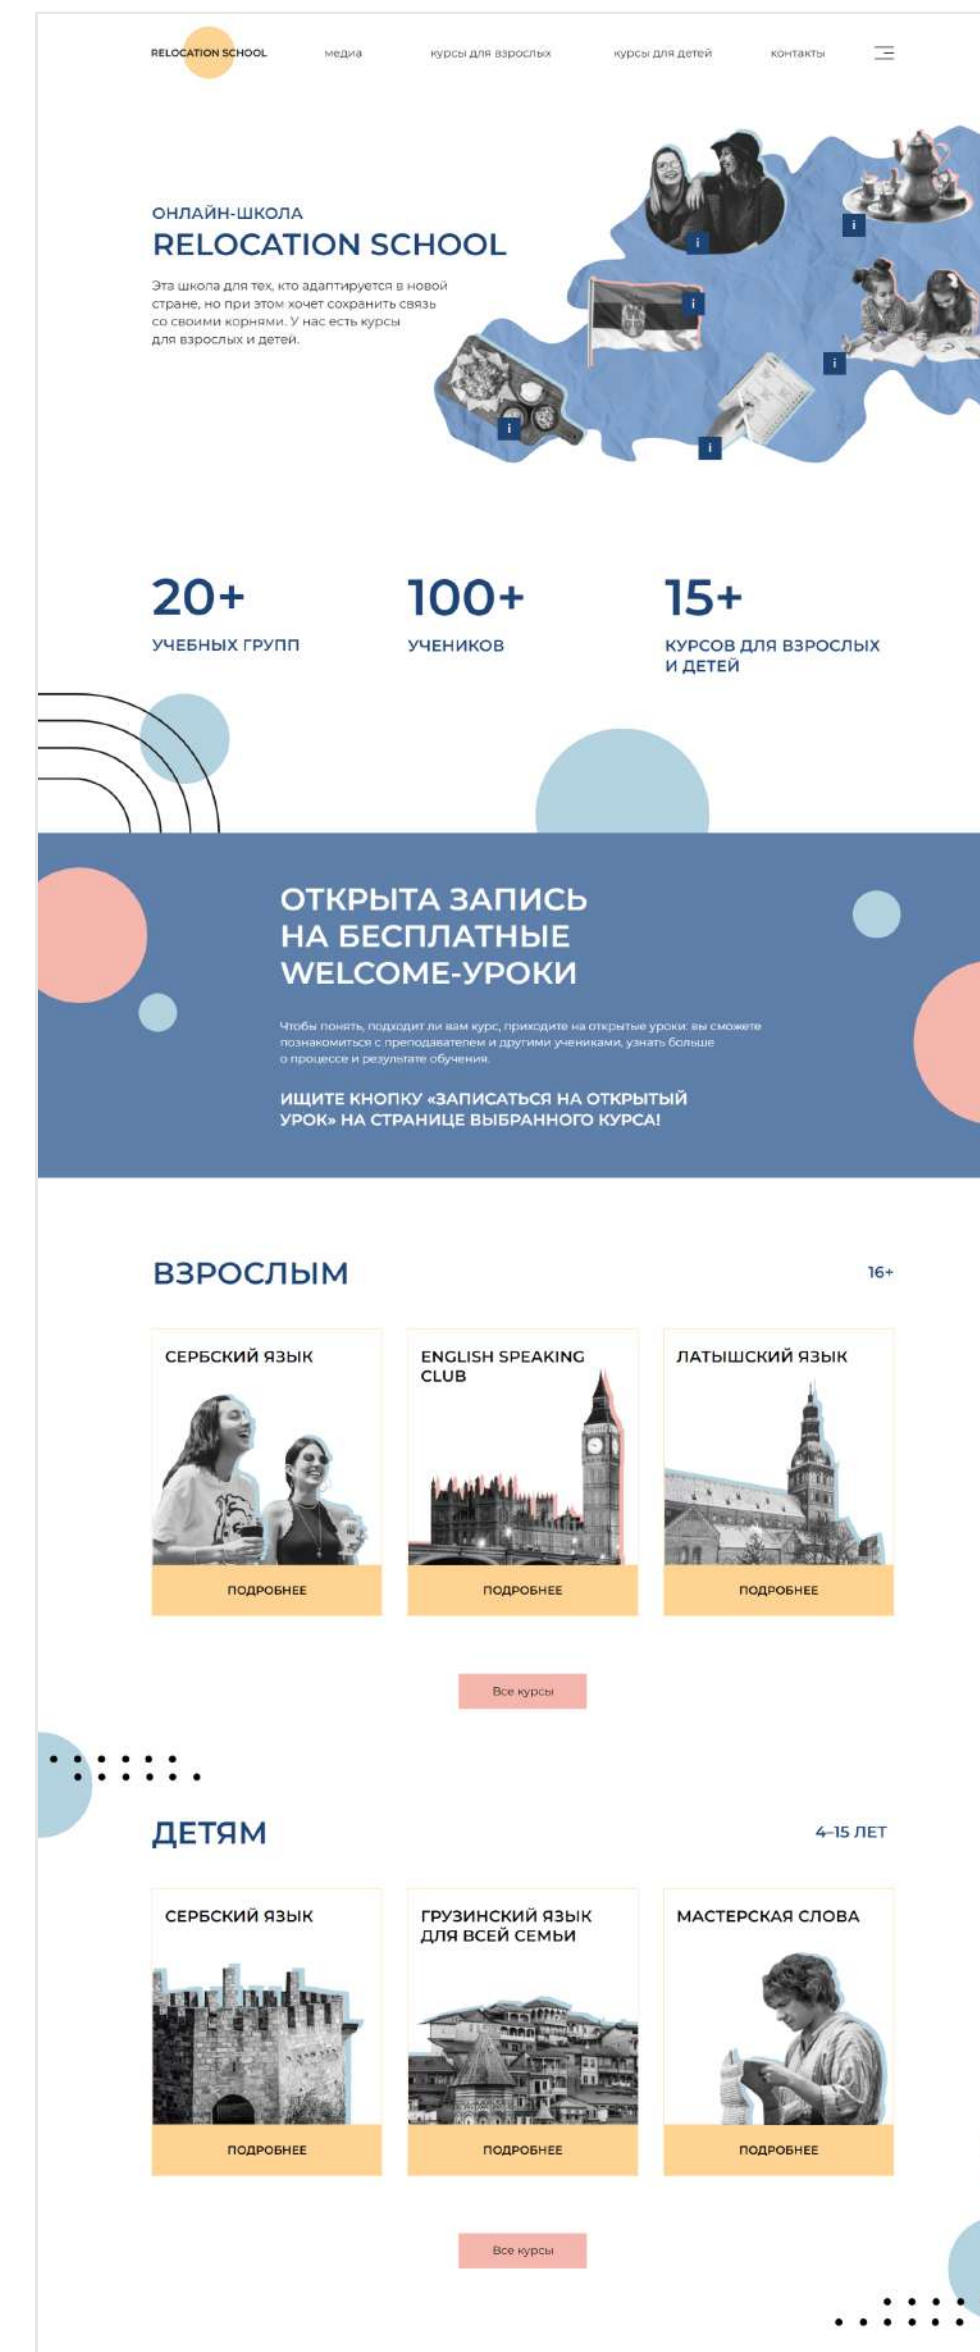 RELOCATION SCHOOL
медиа
курсы для взрослых
курсы для детей
контакты
ОНЛАЙН-ШКОЛА
RELOCATION SCHOOL
Эта школа для тех, кто адаптируется в новой
стране, но при этом хочет сохранить связь
со своими корнями. У нас есть курсы
для взрослых и детей.
i
i
i
i
i
i
20+
УЧЕБНЫХ ГРУПП
100+
УЧЕНИКОВ
15+
КУРСОВ ДЛЯ ВЗРОСЛЫХ
И ДЕТЕЙ
ОТКРЫТА ЗАПИСЬ
НА БЕСПЛАТНЫЕ
WELCOME-УРОКИ
Чтобы понять, подходит ли вам курс, приходите на открытые уроки: вы сможете
познакомиться с преподавателем и другими учениками, узнать больше
о процессе и результате обучения.
ИЩИТЕ КНОПКУ «ЗАПИСАТЬСЯ НА ОТКРЫТЫЙ
УРОК» НА СТРАНИЦЕ ВЫБРАННОГО КУРСА!
ВЗРОСЛЫМ
16+
СЕРБСКИЙ ЯЗЫК
ПОДРОБНЕЕ
ENGLISH SPEAKING
CLUB
ПОДРОБНЕЕ
ЛАТЫШСКИЙ ЯЗЫК
ПОДРОБНЕЕ
Все курсы
ДЕТЯМ
4–15 ЛЕТ
СЕРБСКИЙ ЯЗЫК
ПОДРОБНЕЕ
ГРУЗИНСКИЙ ЯЗЫК
ДЛЯ ВСЕЙ СЕМЬИ
ПОДРОБНЕЕ
МАСТЕРСКАЯ СЛОВА
ПОДРОБНЕЕ
Все курсы